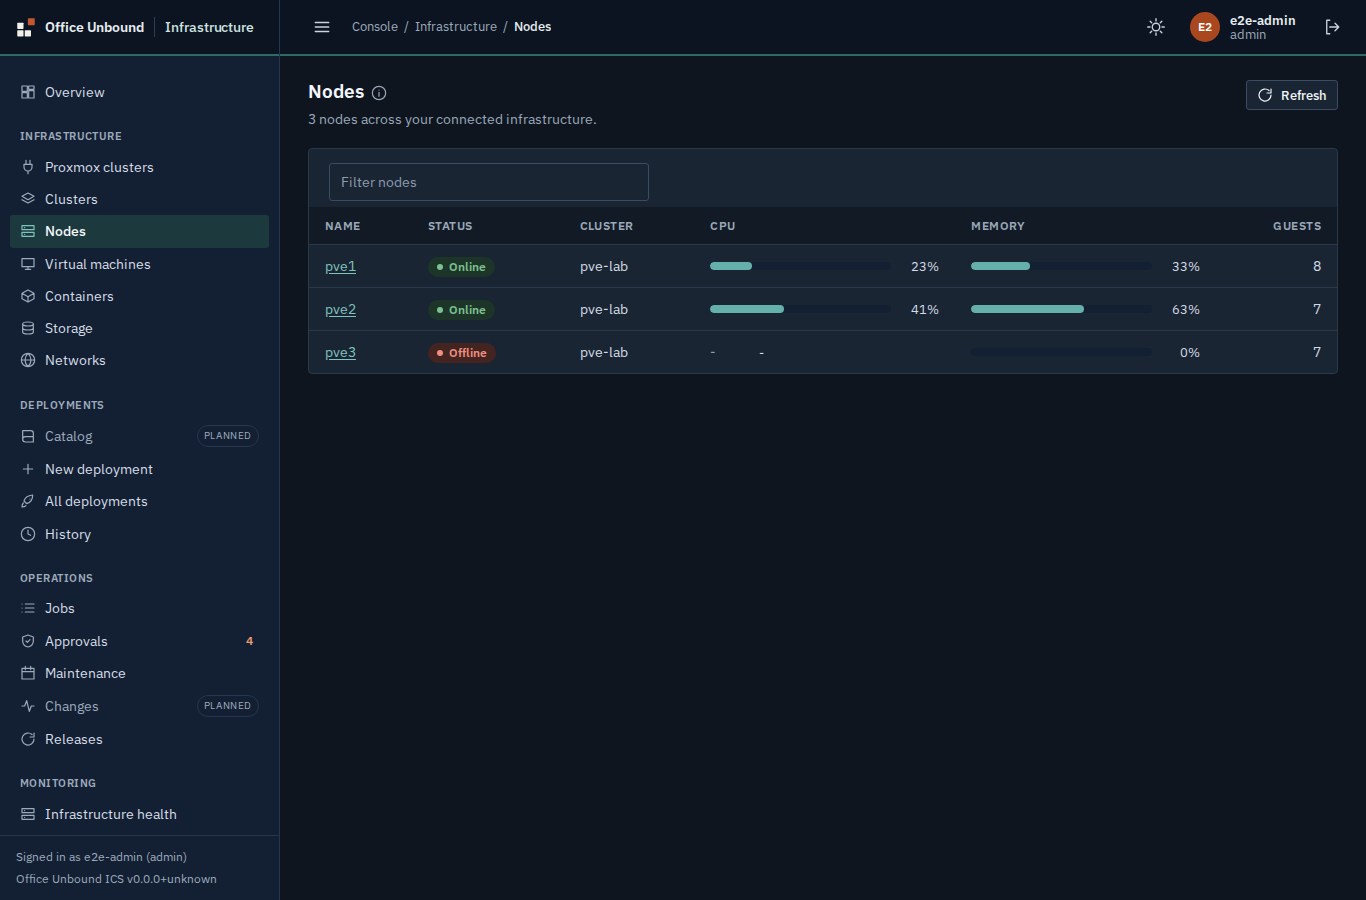 Office Unbound Infrastructure
Console / Infrastructure / Nodes
E2
e2e-admin
admin
Overview
INFRASTRUCTURE
Proxmox clusters
Clusters
Nodes
Virtual machines
Containers
Storage
Networks
DEPLOYMENTS
Catalog PLANNED
New deployment
All deployments
History
OPERATIONS
Jobs
Approvals 4
Maintenance
Changes PLANNED
Releases
MONITORING
Infrastructure health
Signed in as e2e-admin (admin)
Office Unbound ICS v0.0.0+unknown
Nodes
Refresh
3 nodes across your connected infrastructure.
Filter nodes
NAME STATUS CLUSTER CPU MEMORY GUESTS
pve1 Online pve-lab 23% 33% 8
pve2 Online pve-lab 41% 63% 7
pve3 Offline pve-lab - - 0% 7